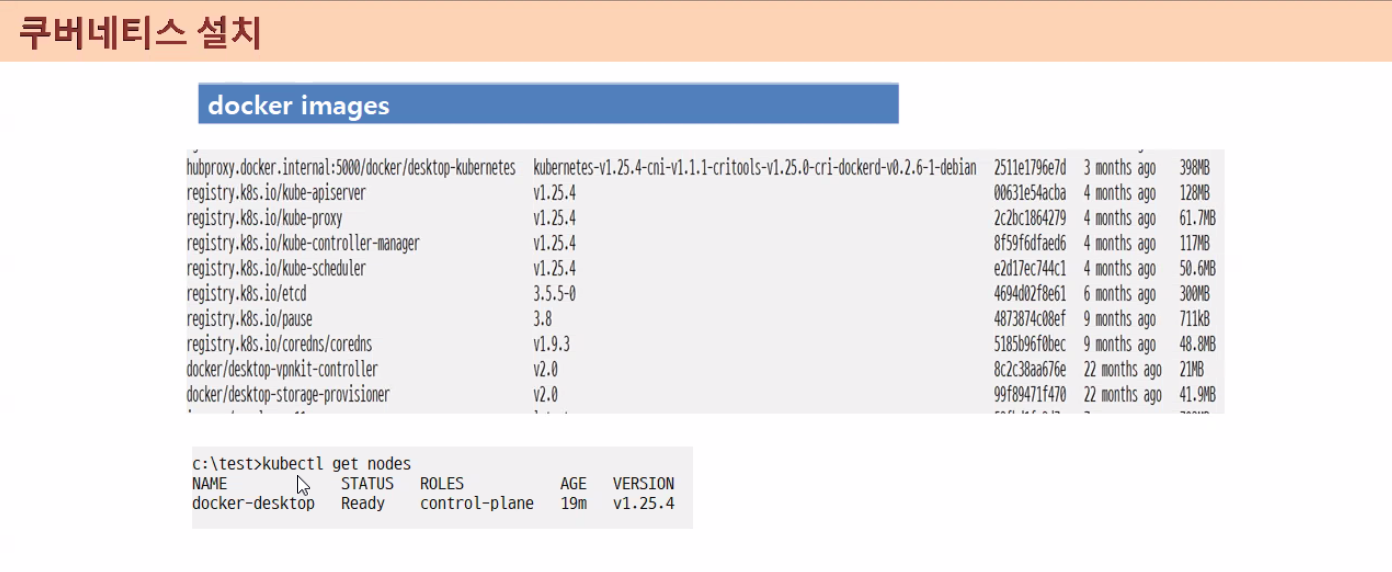 쿠버네티스 설치
docker images
hubproxy.docker.internal:5000/docker/desktop-kubernetes kubernetes-v1.25.4-cni-v1.1.1-critools-v1.25.0-cri-dockerd-v0.2.6-1-debian 2511e1796e7d 3 months ago 398MB
registry.k8s.io/kube-apiserver v1.25.4 00631e54acba 4 months ago 128MB
registry.k8s.io/kube-proxy v1.25.4 2c2bc1864279 4 months ago 61.7MB
registry.k8s.io/kube-controller-manager v1.25.4 8f59f6dfaed6 4 months ago 117MB
registry.k8s.io/kube-scheduler v1.25.4 e2d17ec744c1 4 months ago 50.6MB
registry.k8s.io/etcd 3.5.5-0 4694d02f8e61 6 months ago 300MB
registry.k8s.io/pause 3.8 4873874c08ef 9 months ago 711kB
registry.k8s.io/coredns/coredns v1.9.3 5185b96f0bec 9 months ago 48.8MB
docker/desktop-vpnkit-controller v2.0 8c2c38aa676e 22 months ago 21MB
docker/desktop-storage-provisioner v2.0 99f89471f470 22 months ago 41.9MB
c:\test>kubectl get nodes
NAME STATUS ROLES AGE VERSION
docker-desktop Ready control-plane 19m v1.25.4